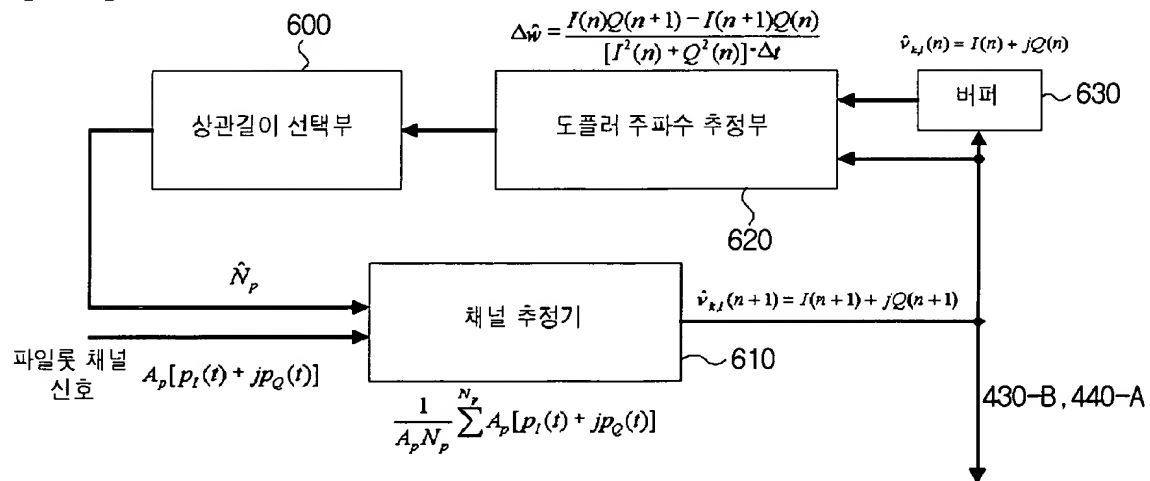 600
Δŵ = I(n)Q(n+1) − I(n+1)Q(n) / [I²(n) + Q²(n)]·Δt
v̂k,l(n) = I(n) + jQ(n)
상관길이 선택부
도플러 주파수 추정부
버퍼
630
620
N̂p
채널 추정기
v̂k,l(n+1) = I(n+1) + jQ(n+1)
파일롯 채널
신호
Ap[pI(t) + jpQ(t)]
610
1/ApNp Σ Np Ap[pI(t) + jpQ(t)]
430-B, 440-A